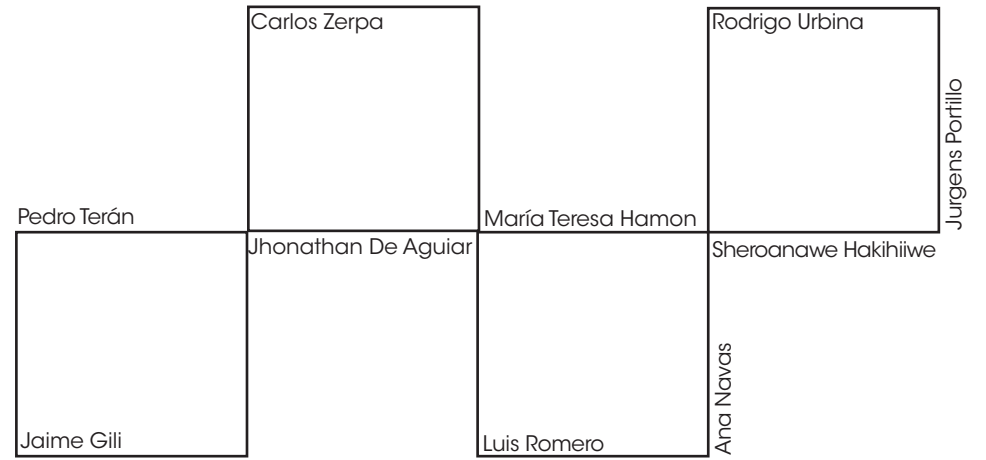 Carlos Zerpa
Rodrigo Urbina
Jurgens Portillo
Pedro Terán
María Teresa Hamon
Jhonathan De Aguiar
Sheroanawe Hakihiiwe
Ana Navas
Jaime Gili
Luis Romero